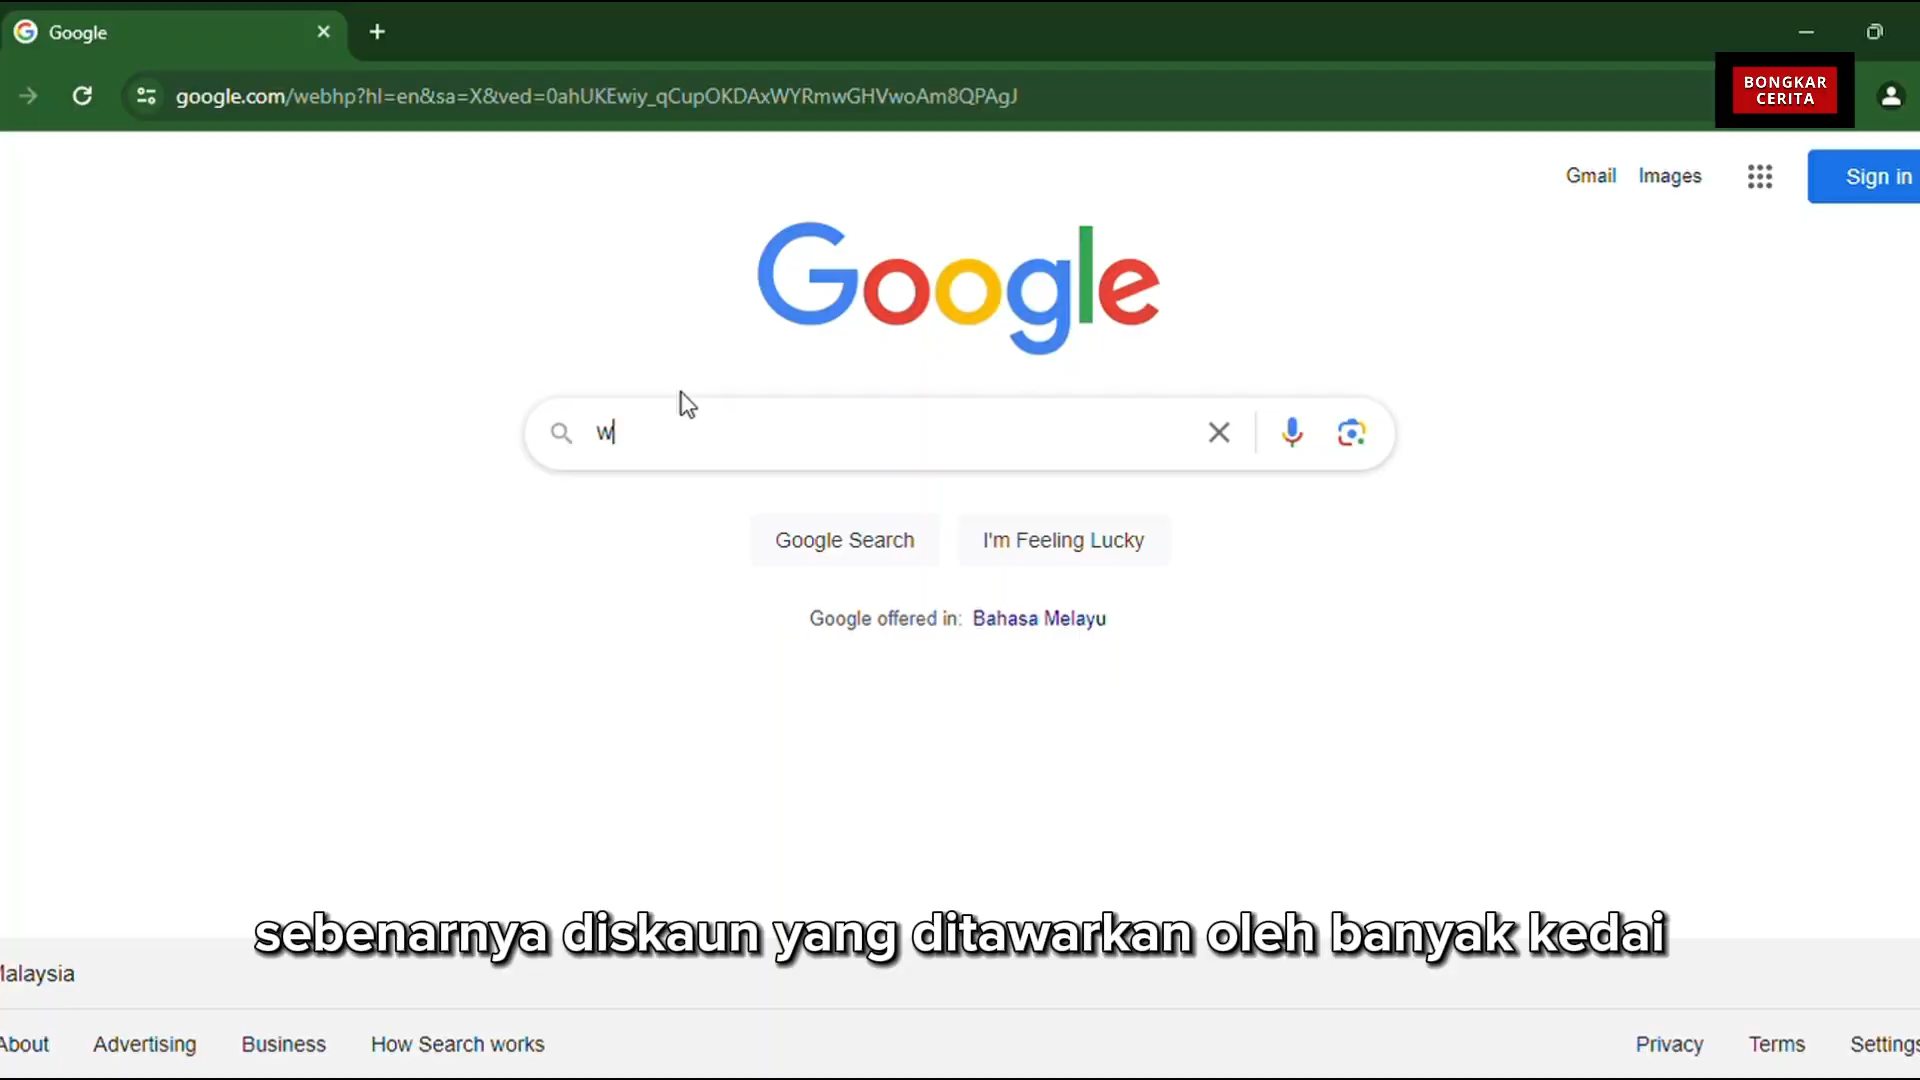 Google
google.com/webhp?hl=en&sa=X&ved=0ahUKEwiy_qCupOKDAxWYRmwGHVwoAm8QPAgJ
BONGKAR
CERITA
Gmail Images Sign in
Google
W
Google Search I'm Feeling Lucky
Google offered in: Bahasa Melayu
sebenarnya diskaun yang ditawarkan oleh banyak kedai
Malaysia
About Advertising Business How Search works Privacy Terms Settings